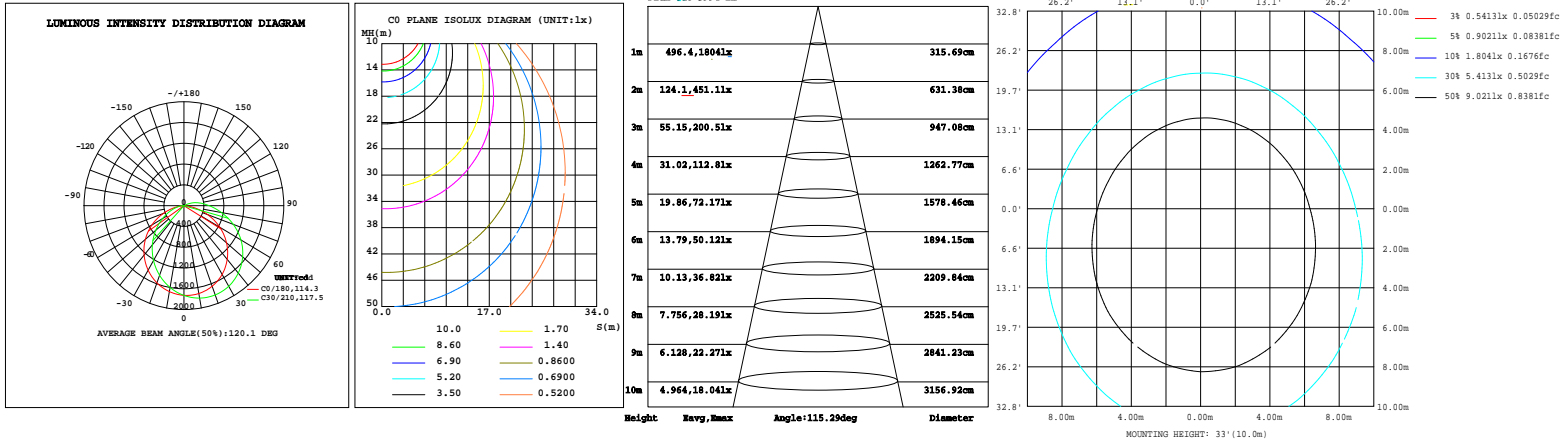 LUMINOUS INTENSITY DISTRIBUTION DIAGRAM
-/+180
-150
150
-120
120
-90
90
-60
60
-30
30
0
0
400
800
1200
1600
2000
C0/180,114.3
C30/210,117.5
AVERAGE BEAM ANGLE(50%):120.1 DEG
C0 PLANE ISOLUX DIAGRAM (UNIT:lx)
MH(m)
10
14
18
22
26
30
34
38
42
46
50
0.0
17.0
34.0
S(m)
10.0
1.70
8.60
1.40
6.90
0.8600
5.20
0.6900
3.50
0.5200
1m 496.4,1804lx 315.69cm
2m 124.1,451.1lx 631.38cm
3m 55.15,200.5lx 947.08cm
4m 31.02,112.8lx 1262.77cm
5m 19.86,72.17lx 1578.46cm
6m 13.79,50.12lx 1894.15cm
7m 10.13,36.82lx 2209.84cm
8m 7.756,28.19lx 2525.54cm
9m 6.128,22.27lx 2841.23cm
10m 4.964,18.04lx 3156.92cm
Height Eavg,Emax Angle:115.29deg Diameter
26.2' 13.1' 0.0' 13.1' 26.2'
32.8' 10.00m
26.2' 8.00m
19.7' 6.00m
13.1' 4.00m
6.6' 2.00m
0.0' 0.00m
6.6' 2.00m
13.1' 4.00m
19.7' 6.00m
26.2' 8.00m
32.8' 10.00m
8.00m 4.00m 0.00m 4.00m 8.00m
MOUNTING HEIGHT: 33'(10.0m)
3% 0.5413lx 0.05029fc
5% 0.9021lx 0.08381fc
10% 1.804lx 0.1676fc
30% 5.413lx 0.5029fc
50% 9.021lx 0.8381fc